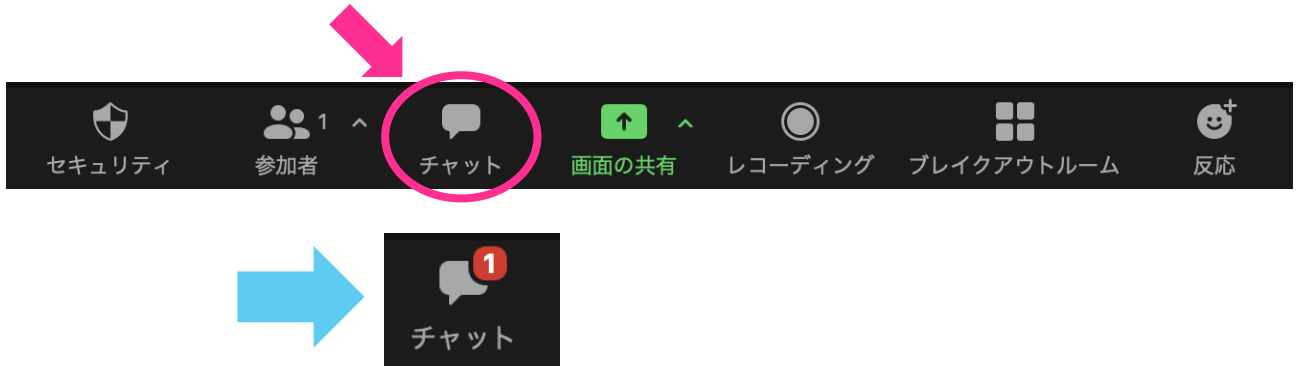 セキュリティ
参加者 1
チャット
画面の共有
レコーディング
ブレイクアウトルーム
反応
1
チャット